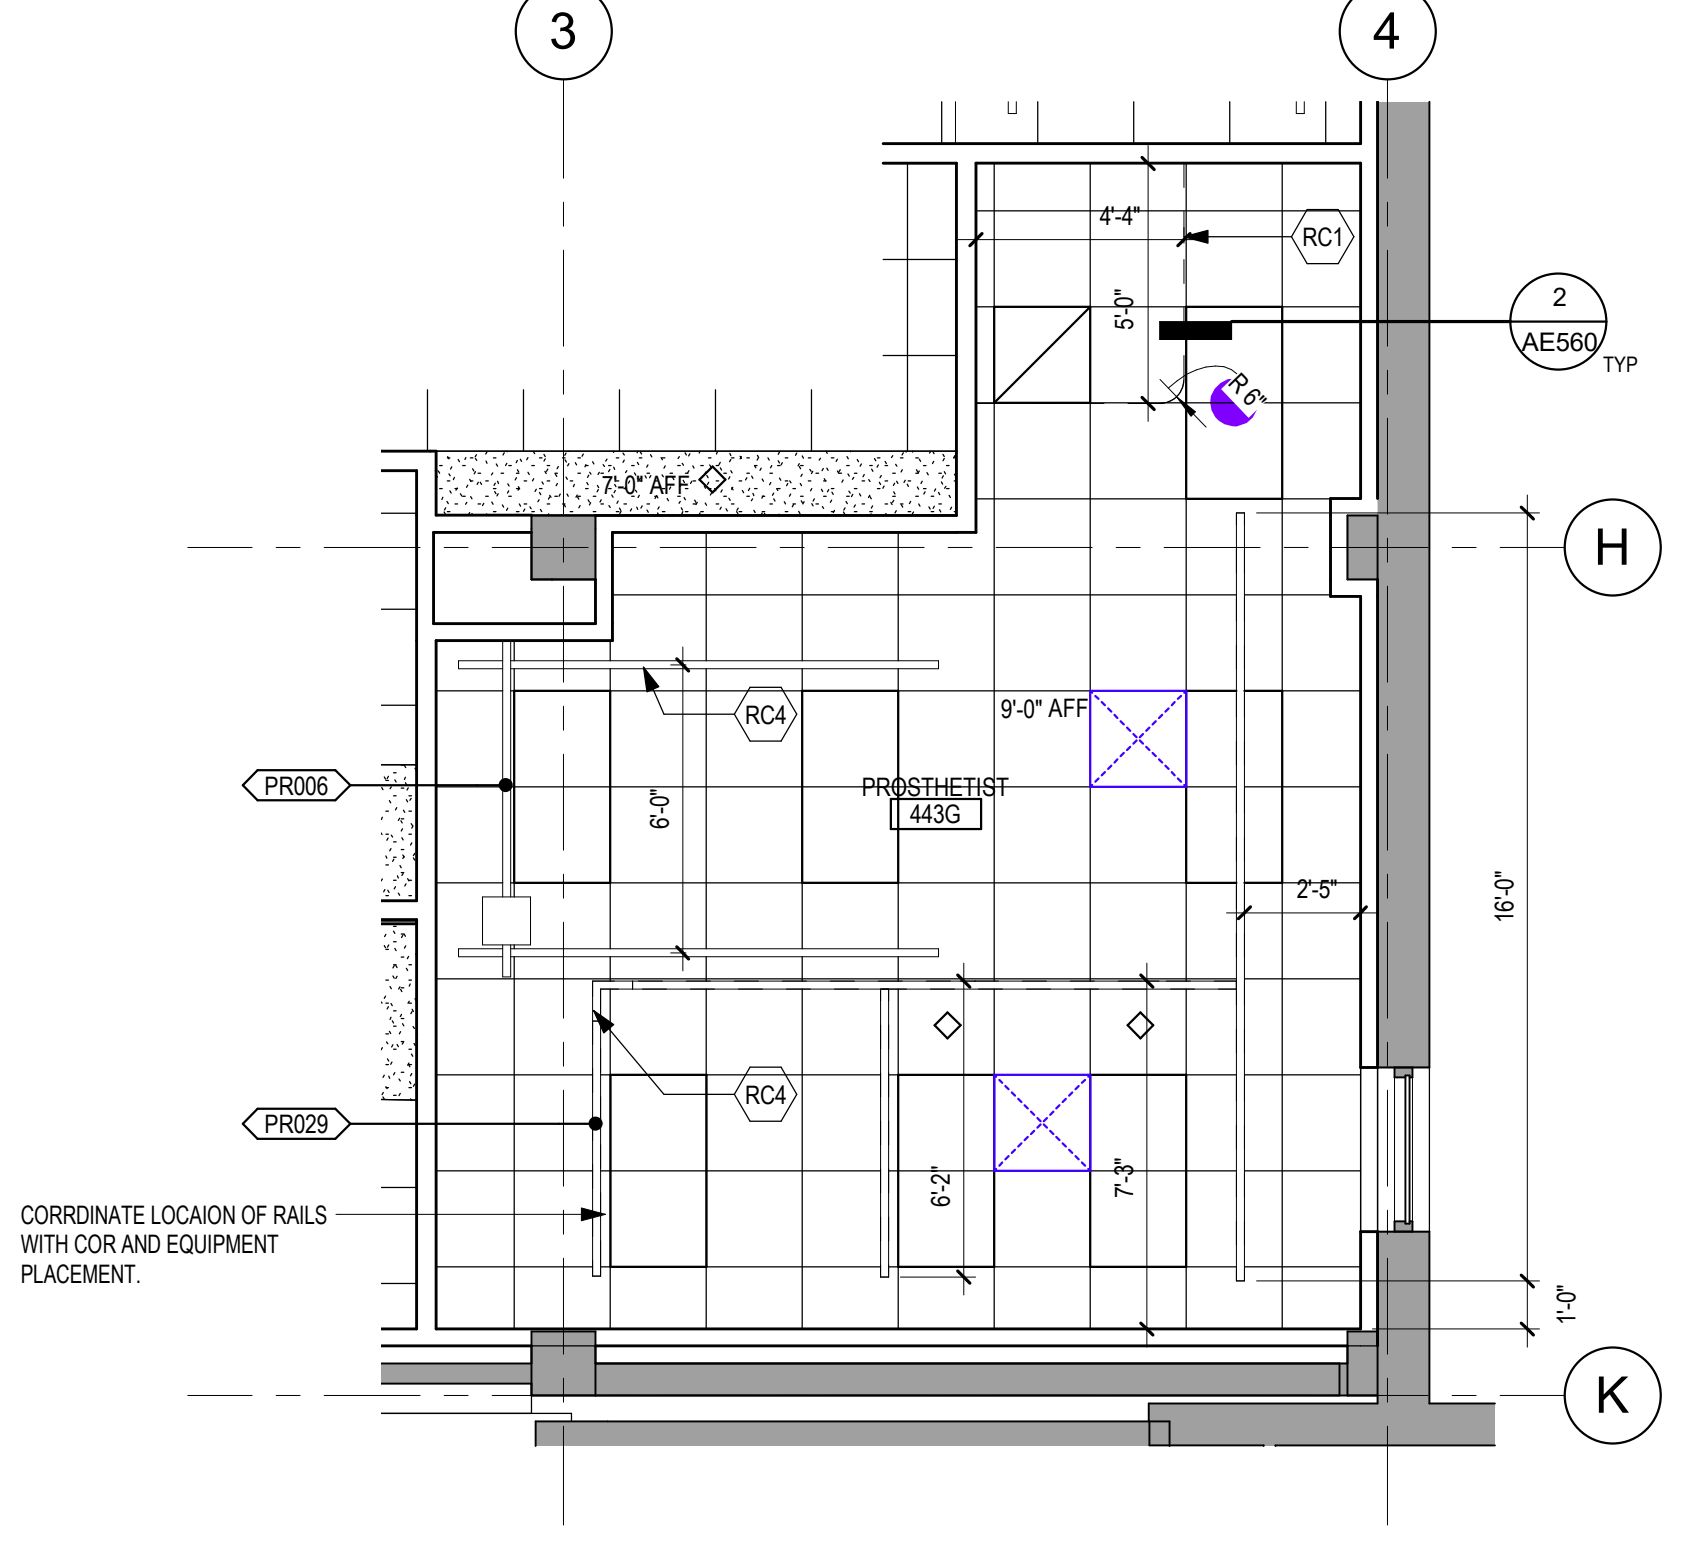 3
4
4'-4"
RC1
2
AE560
TYP
5'-0"
R 6"
7'-0" AFF
H
RC4
9'-0" AFF
PR006
PROSTHETIST
443G
6'-0"
2'-5"
16'-0"
RC4
PR029
6'-2"
7'-3"
CORRDINATE LOCAION OF RAILS
WITH COR AND EQUIPMENT
PLACEMENT.
1'-0"
K